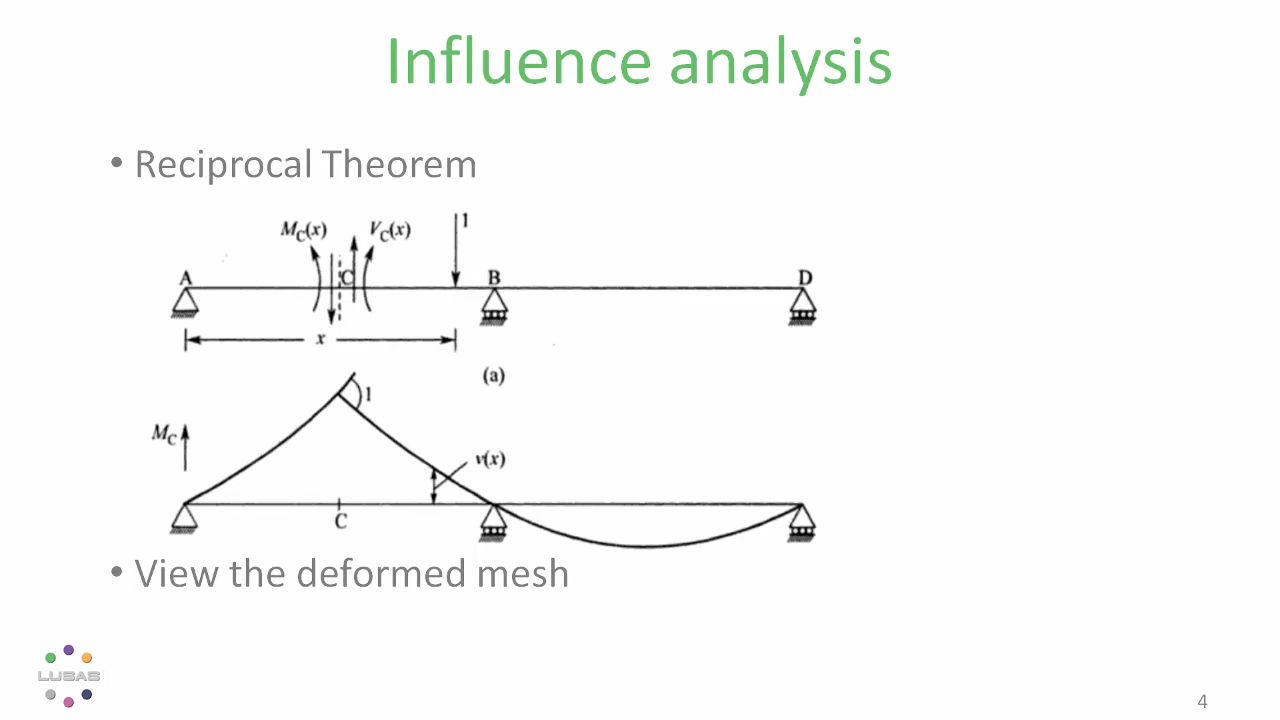 Influence analysis
• Reciprocal Theorem
M_C(x) V_C(x) 1
A C B D
x
(a)
1
M_C
v(x)
C
• View the deformed mesh
LUSAS
4